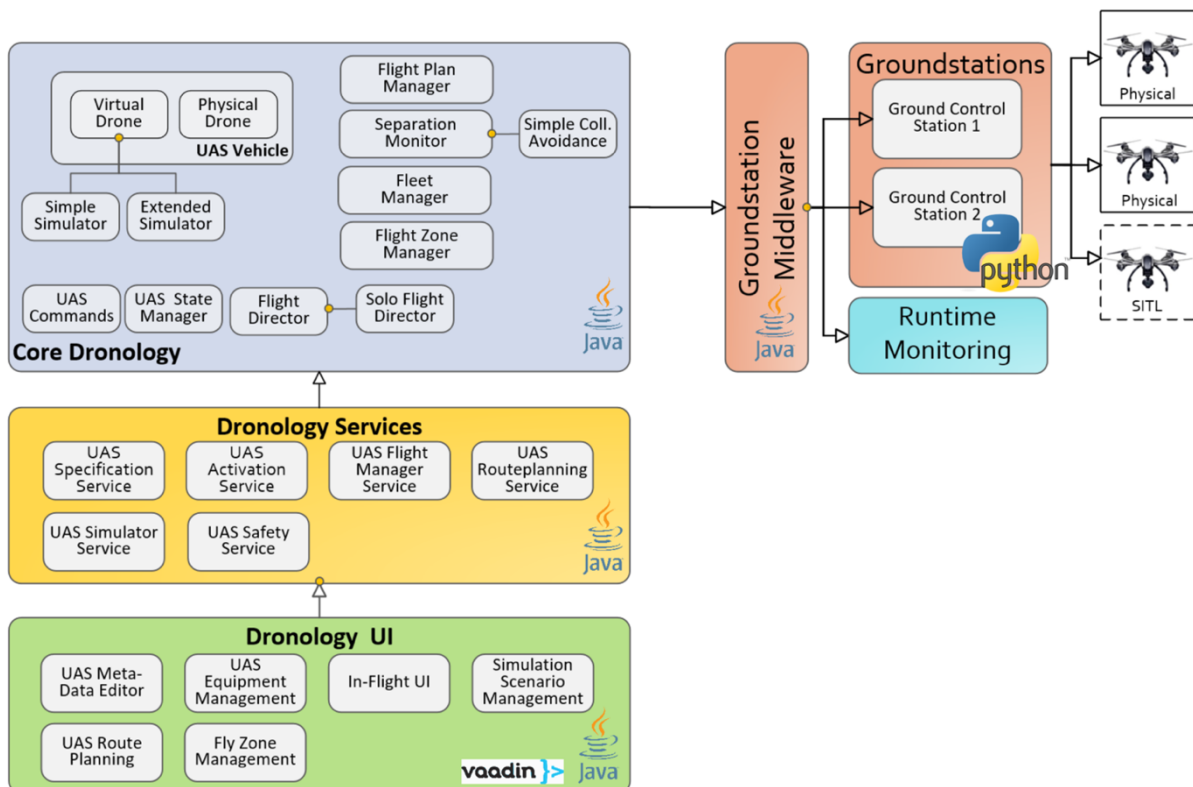 Virtual
Drone
Physical
Drone
UAS Vehicle
Simple
Simulator
Extended
Simulator
Flight Plan
Manager
Separation
Monitor
Simple Coll.
Avoidance
Fleet
Manager
Flight Zone
Manager
UAS
Commands
UAS State
Manager
Flight
Director
Solo Flight
Director
Java
Core Dronology
Groundstation
Middleware
Java
Groundstations
Ground Control
Station 1
Ground Control
Station 2
python
Runtime
Monitoring
Physical
Physical
SITL
Dronology Services
UAS
Specification
Service
UAS
Activation
Service
UAS Flight
Manager
Service
UAS
Routeplanning
Service
UAS Simulator
Service
UAS Safety
Service
Java
Dronology UI
UAS Meta-
Data Editor
UAS
Equipment
Management
In-Flight UI
Simulation
Scenario
Management
UAS Route
Planning
Fly Zone
Management
vaadin }>
Java